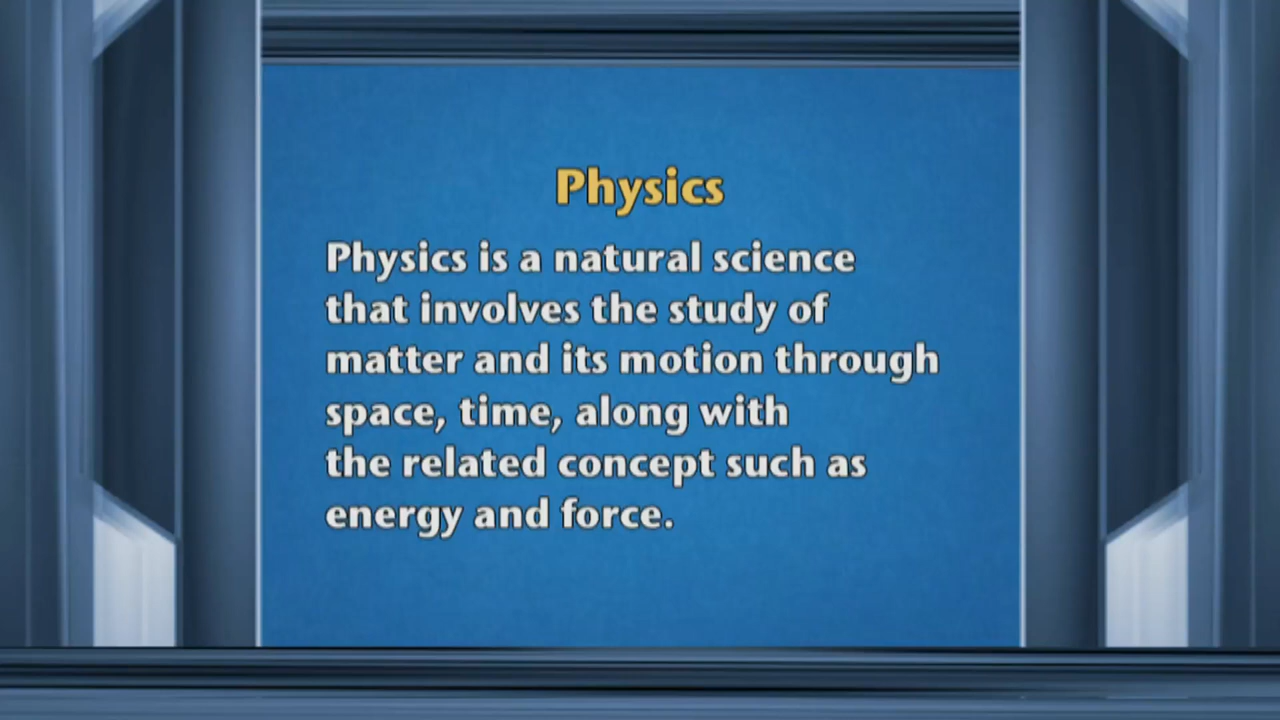 Physics
Physics is a natural science
that involves the study of
matter and its motion through
space, time, along with
the related concept such as
energy and force.